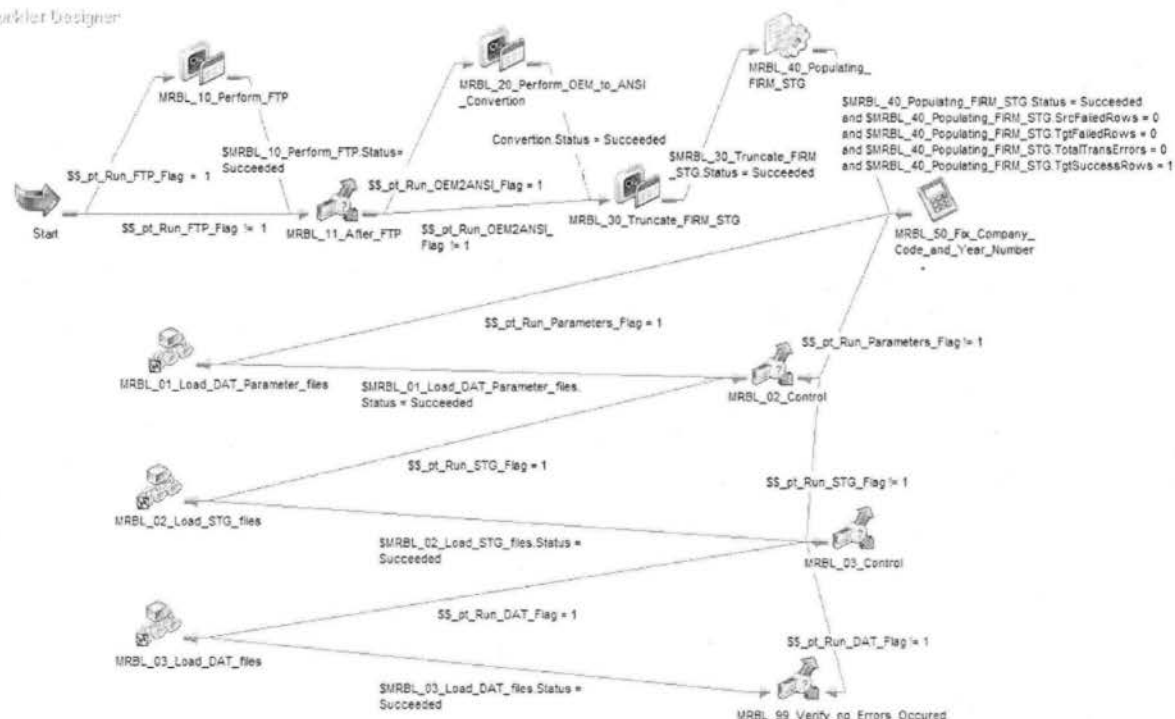 Designer
MRBL_10_Perform_FTP
MRBL_20_Perform_OEM_to_ANSI
_Convertion
MRBL_40_Populating_
FIRM_STG
$MRBL_40_Populating_FIRM_STG.Status = Succeeded
and $MRBL_40_Populating_FIRM_STG.SrcFailedRows = 0
and $MRBL_40_Populating_FIRM_STG.TgtFailedRows = 0
and $MRBL_40_Populating_FIRM_STG.TotalTransErrors = 0
and $MRBL_40_Populating_FIRM_STG.TgtSuccessRows = 1
$MRBL_10_Perform_FTP.Status=
Succeeded
Convertion.Status = Succeeded
$MRBL_30_Truncate_FIRM
_STG.Status = Succeeded
$$_pt_Run_FTP_Flag = 1
$$_pt_Run_OEM2ANSI_Flag = 1
Start
$$_pt_Run_FTP_Flag != 1
MRBL_11_After_FTP
$$_pt_Run_OEM2ANSI_
Flag != 1
MRBL_30_Truncate_FIRM_STG
MRBL_50_Fix_Company_
Code_and_Year_Number
$$_pt_Run_Parameters_Flag = 1
$$_pt_Run_Parameters_Flag != 1
MRBL_01_Load_DAT_Parameter_files
$MRBL_01_Load_DAT_Parameter_files.
Status = Succeeded
MRBL_02_Control
$$_pt_Run_STG_Flag = 1
$$_pt_Run_STG_Flag != 1
MRBL_02_Load_STG_files
$MRBL_02_Load_STG_files.Status =
Succeeded
MRBL_03_Control
$$_pt_Run_DAT_Flag = 1
$$_pt_Run_DAT_Flag != 1
MRBL_03_Load_DAT_files
$MRBL_03_Load_DAT_files.Status =
Succeeded
MRBL_99_Verify_no_Errors_Occured